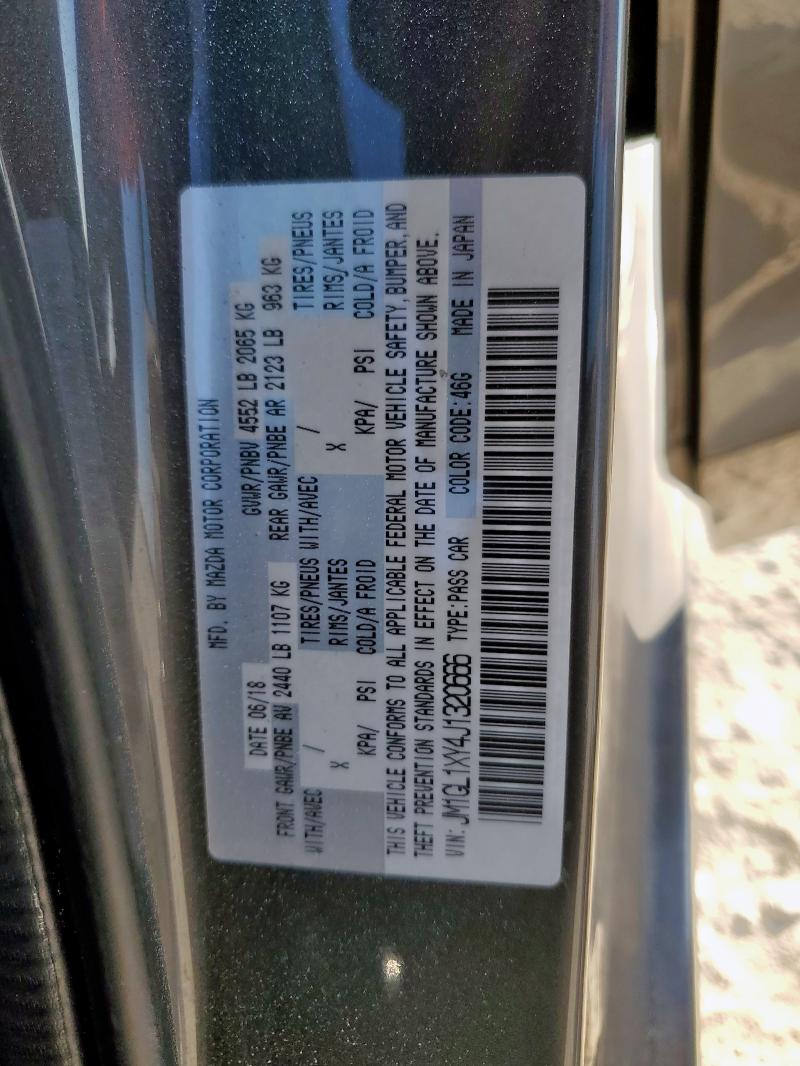 MFD. BY MAZDA MOTOR CORPORATION
DATE 06/18 GVWR/PNBV 4552 LB 2065 KG
FRONT GAWR/PNBE AV 2440 LB 1107 KG REAR GAWR/PNBE AR 2123 LB 963 KG
WITH/AVEC / TIRES/PNEUS WITH/AVEC / TIRES/PNEUS
X RIMS/JANTES X RIMS/JANTES
KPA/ PSI COLD/A FROID KPA/ PSI COLD/A FROID
THIS VEHICLE CONFORMS TO ALL APPLICABLE FEDERAL MOTOR VEHICLE SAFETY, BUMPER, AND
THEFT PREVENTION STANDARDS IN EFFECT ON THE DATE OF MANUFACTURE SHOWN ABOVE.
VIN: JM1GL1XY4J1320666 TYPE:PASS CAR COLOR CODE:46G MADE IN JAPAN